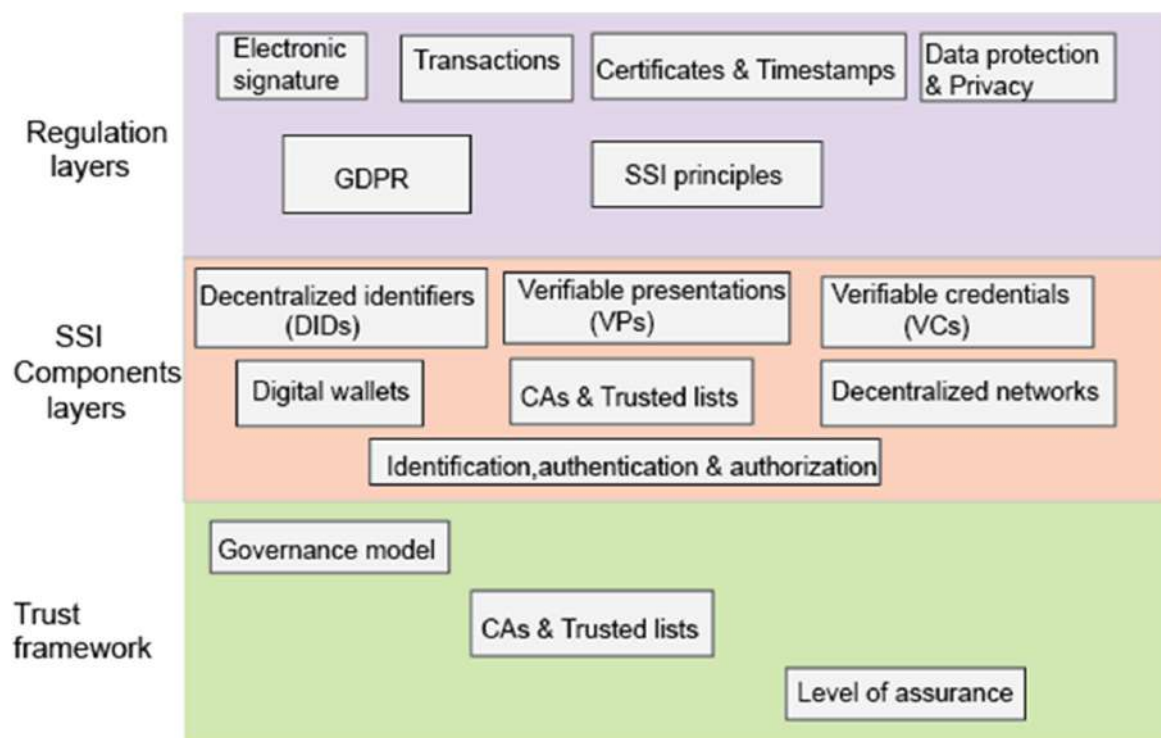 Regulation
layers
Electronic
signature
Transactions
Certificates & Timestamps
Data protection
& Privacy
GDPR
SSI principles
SSI
Components
layers
Decentralized identifiers
(DIDs)
Verifiable presentations
(VPs)
Verifiable credentials
(VCs)
Digital wallets
CAs & Trusted lists
Decentralized networks
Identification,authentication & authorization
Trust
framework
Governance model
CAs & Trusted lists
Level of assurance